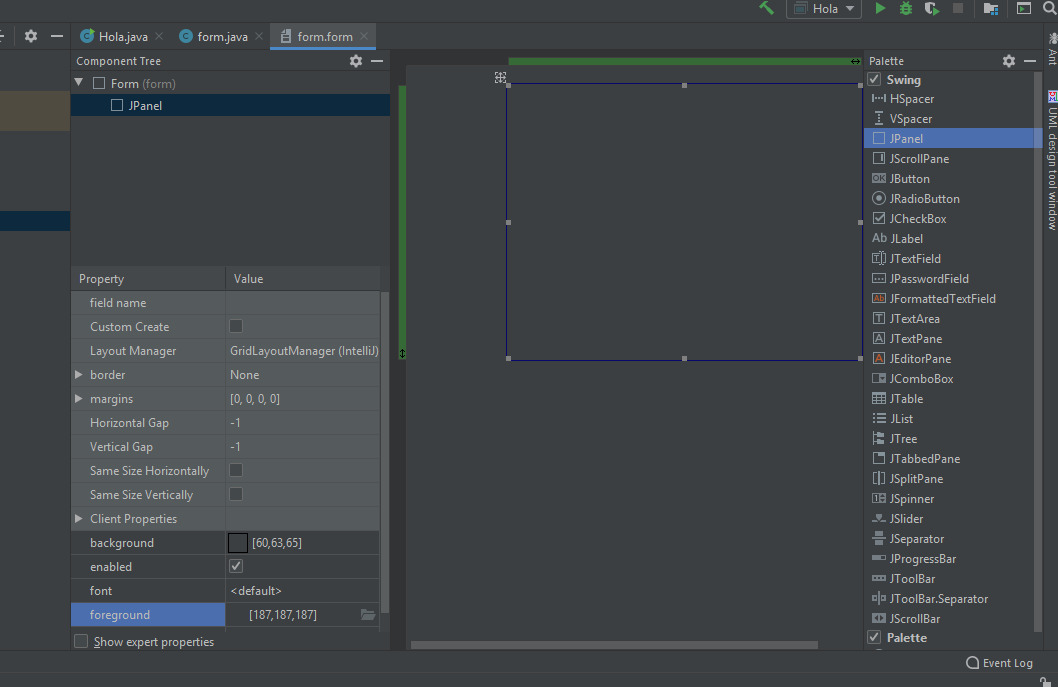 Hola
Hola.java
form.java
form.form
Component Tree
Form (form)
JPanel
Property
Value
field name
Custom Create
Layout Manager
GridLayoutManager (IntelliJ)
border
None
margins
[0, 0, 0, 0]
Horizontal Gap
-1
Vertical Gap
-1
Same Size Horizontally
Same Size Vertically
Client Properties
background
[60,63,65]
enabled
font
<default>
foreground
[187,187,187]
Show expert properties
Palette
Swing
HSpacer
VSpacer
JPanel
JScrollPane
OK JButton
JRadioButton
JCheckBox
Ab JLabel
JTextField
JPasswordField
Ab JFormattedTextField
JTextArea
JTextPane
JEditorPane
JComboBox
JTable
JList
JTree
JTabbedPane
JSplitPane
JSpinner
JSlider
JSeparator
JProgressBar
JToolBar
JToolBar.Separator
JScrollBar
Palette
Ant
UML design tool window
Event Log